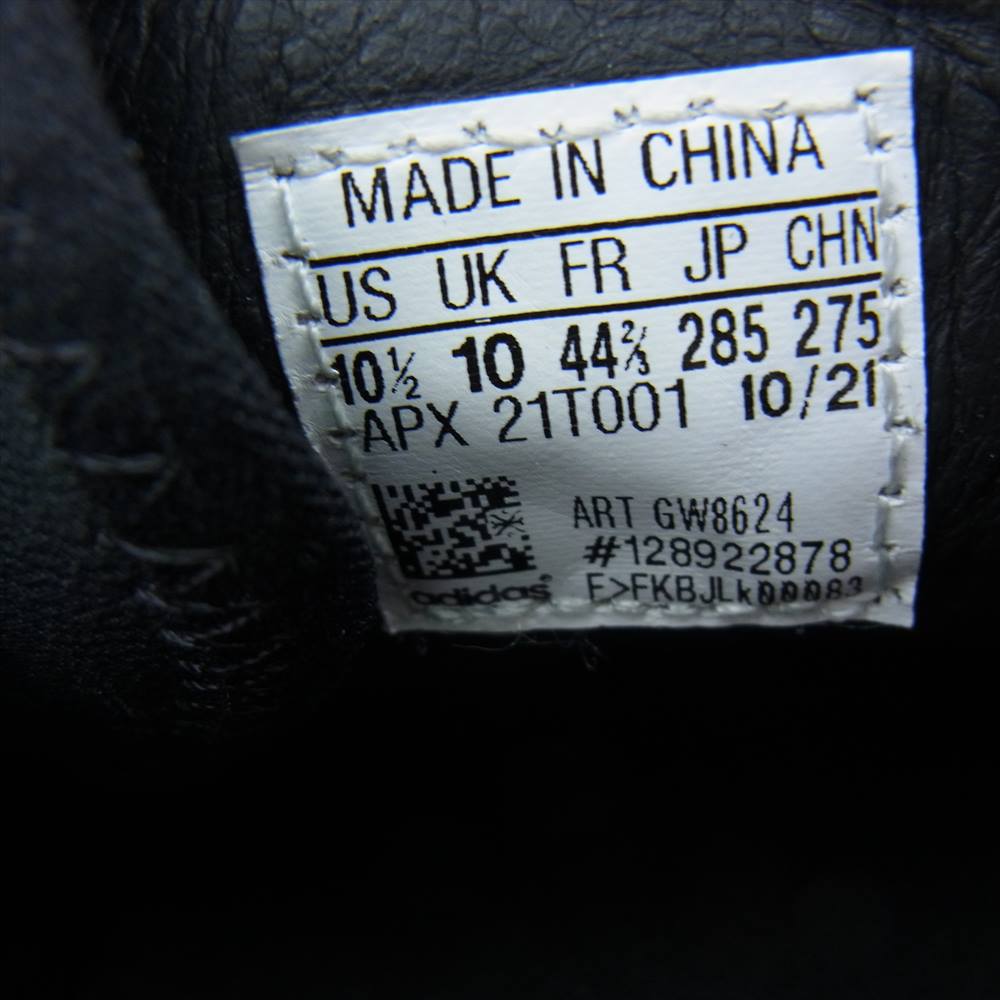 MADE IN CHINA
US UK FR JP CHN
10½ 10 44⅔ 285 275
APX 21T001 10/21
ART GW8624
#128922878
adidas